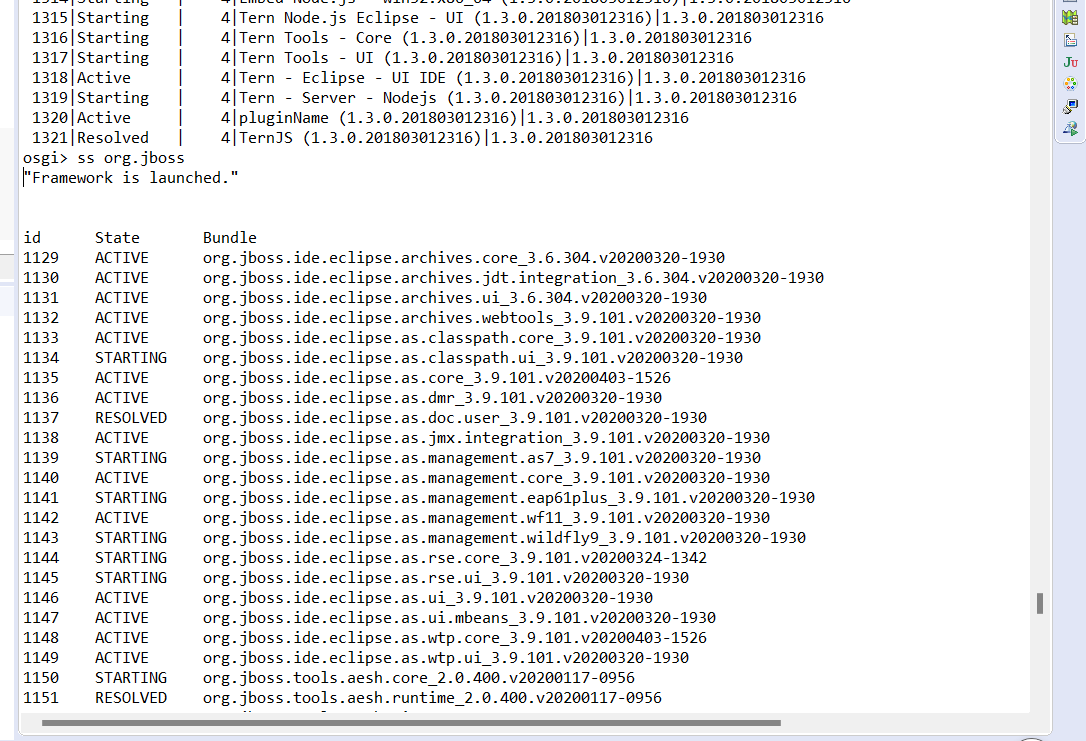 1314|Starting   |    4|Embed Node.js - win32.x86_64 (1.3.0.201803012316)|1.3.0.201803012316
1315|Starting   |    4|Tern Node.js Eclipse - UI (1.3.0.201803012316)|1.3.0.201803012316
1316|Starting   |    4|Tern Tools - Core (1.3.0.201803012316)|1.3.0.201803012316
1317|Starting   |    4|Tern Tools - UI (1.3.0.201803012316)|1.3.0.201803012316
1318|Active     |    4|Tern - Eclipse - UI IDE (1.3.0.201803012316)|1.3.0.201803012316
1319|Starting   |    4|Tern - Server - Nodejs (1.3.0.201803012316)|1.3.0.201803012316
1320|Active     |    4|pluginName (1.3.0.201803012316)|1.3.0.201803012316
1321|Resolved   |    4|TernJS (1.3.0.201803012316)|1.3.0.201803012316
osgi> ss org.jboss
"Framework is launched."
id      State       Bundle
1129    ACTIVE      org.jboss.ide.eclipse.archives.core_3.6.304.v20200320-1930
1130    ACTIVE      org.jboss.ide.eclipse.archives.jdt.integration_3.6.304.v20200320-1930
1131    ACTIVE      org.jboss.ide.eclipse.archives.ui_3.6.304.v20200320-1930
1132    ACTIVE      org.jboss.ide.eclipse.archives.webtools_3.9.101.v20200320-1930
1133    ACTIVE      org.jboss.ide.eclipse.as.classpath.core_3.9.101.v20200320-1930
1134    STARTING    org.jboss.ide.eclipse.as.classpath.ui_3.9.101.v20200320-1930
1135    ACTIVE      org.jboss.ide.eclipse.as.core_3.9.101.v20200403-1526
1136    ACTIVE      org.jboss.ide.eclipse.as.dmr_3.9.101.v20200320-1930
1137    RESOLVED    org.jboss.ide.eclipse.as.doc.user_3.9.101.v20200320-1930
1138    ACTIVE      org.jboss.ide.eclipse.as.jmx.integration_3.9.101.v20200320-1930
1139    STARTING    org.jboss.ide.eclipse.as.management.as7_3.9.101.v20200320-1930
1140    ACTIVE      org.jboss.ide.eclipse.as.management.core_3.9.101.v20200320-1930
1141    STARTING    org.jboss.ide.eclipse.as.management.eap61plus_3.9.101.v20200320-1930
1142    ACTIVE      org.jboss.ide.eclipse.as.management.wf11_3.9.101.v20200320-1930
1143    STARTING    org.jboss.ide.eclipse.as.management.wildfly9_3.9.101.v20200320-1930
1144    STARTING    org.jboss.ide.eclipse.as.rse.core_3.9.101.v20200324-1342
1145    STARTING    org.jboss.ide.eclipse.as.rse.ui_3.9.101.v20200320-1930
1146    ACTIVE      org.jboss.ide.eclipse.as.ui_3.9.101.v20200320-1930
1147    ACTIVE      org.jboss.ide.eclipse.as.ui.mbeans_3.9.101.v20200320-1930
1148    ACTIVE      org.jboss.ide.eclipse.as.wtp.core_3.9.101.v20200403-1526
1149    ACTIVE      org.jboss.ide.eclipse.as.wtp.ui_3.9.101.v20200320-1930
1150    STARTING    org.jboss.tools.aesh.core_2.0.400.v20200117-0956
1151    RESOLVED    org.jboss.tools.aesh.runtime_2.0.400.v20200117-0956
Ju